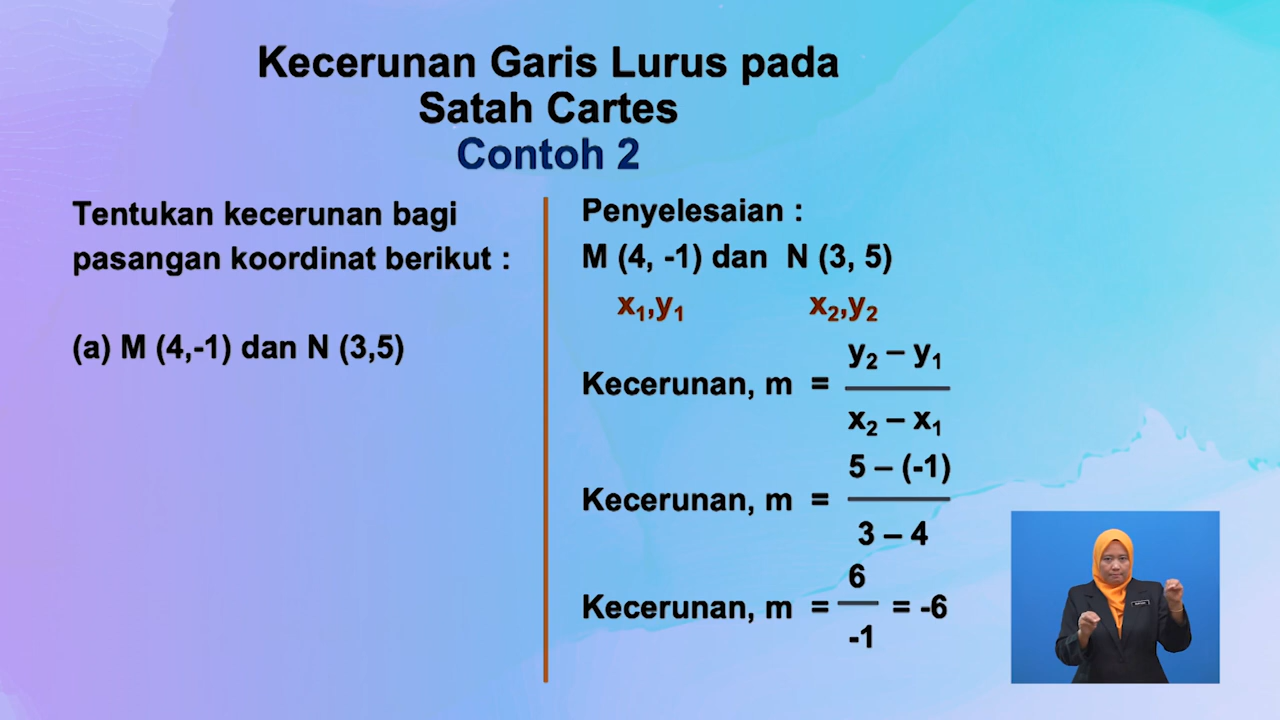 Kecerunan Garis Lurus pada
Satah Cartes
Contoh 2
Tentukan kecerunan bagi
pasangan koordinat berikut :
(a) M (4,-1) dan N (3,5)
Penyelesaian :
M (4, -1) dan N (3, 5)
x₁,y₁ x₂,y₂
y₂ – y₁
Kecerunan, m =
x₂ – x₁
5 – (-1)
Kecerunan, m =
3 – 4
6
Kecerunan, m = = -6
-1